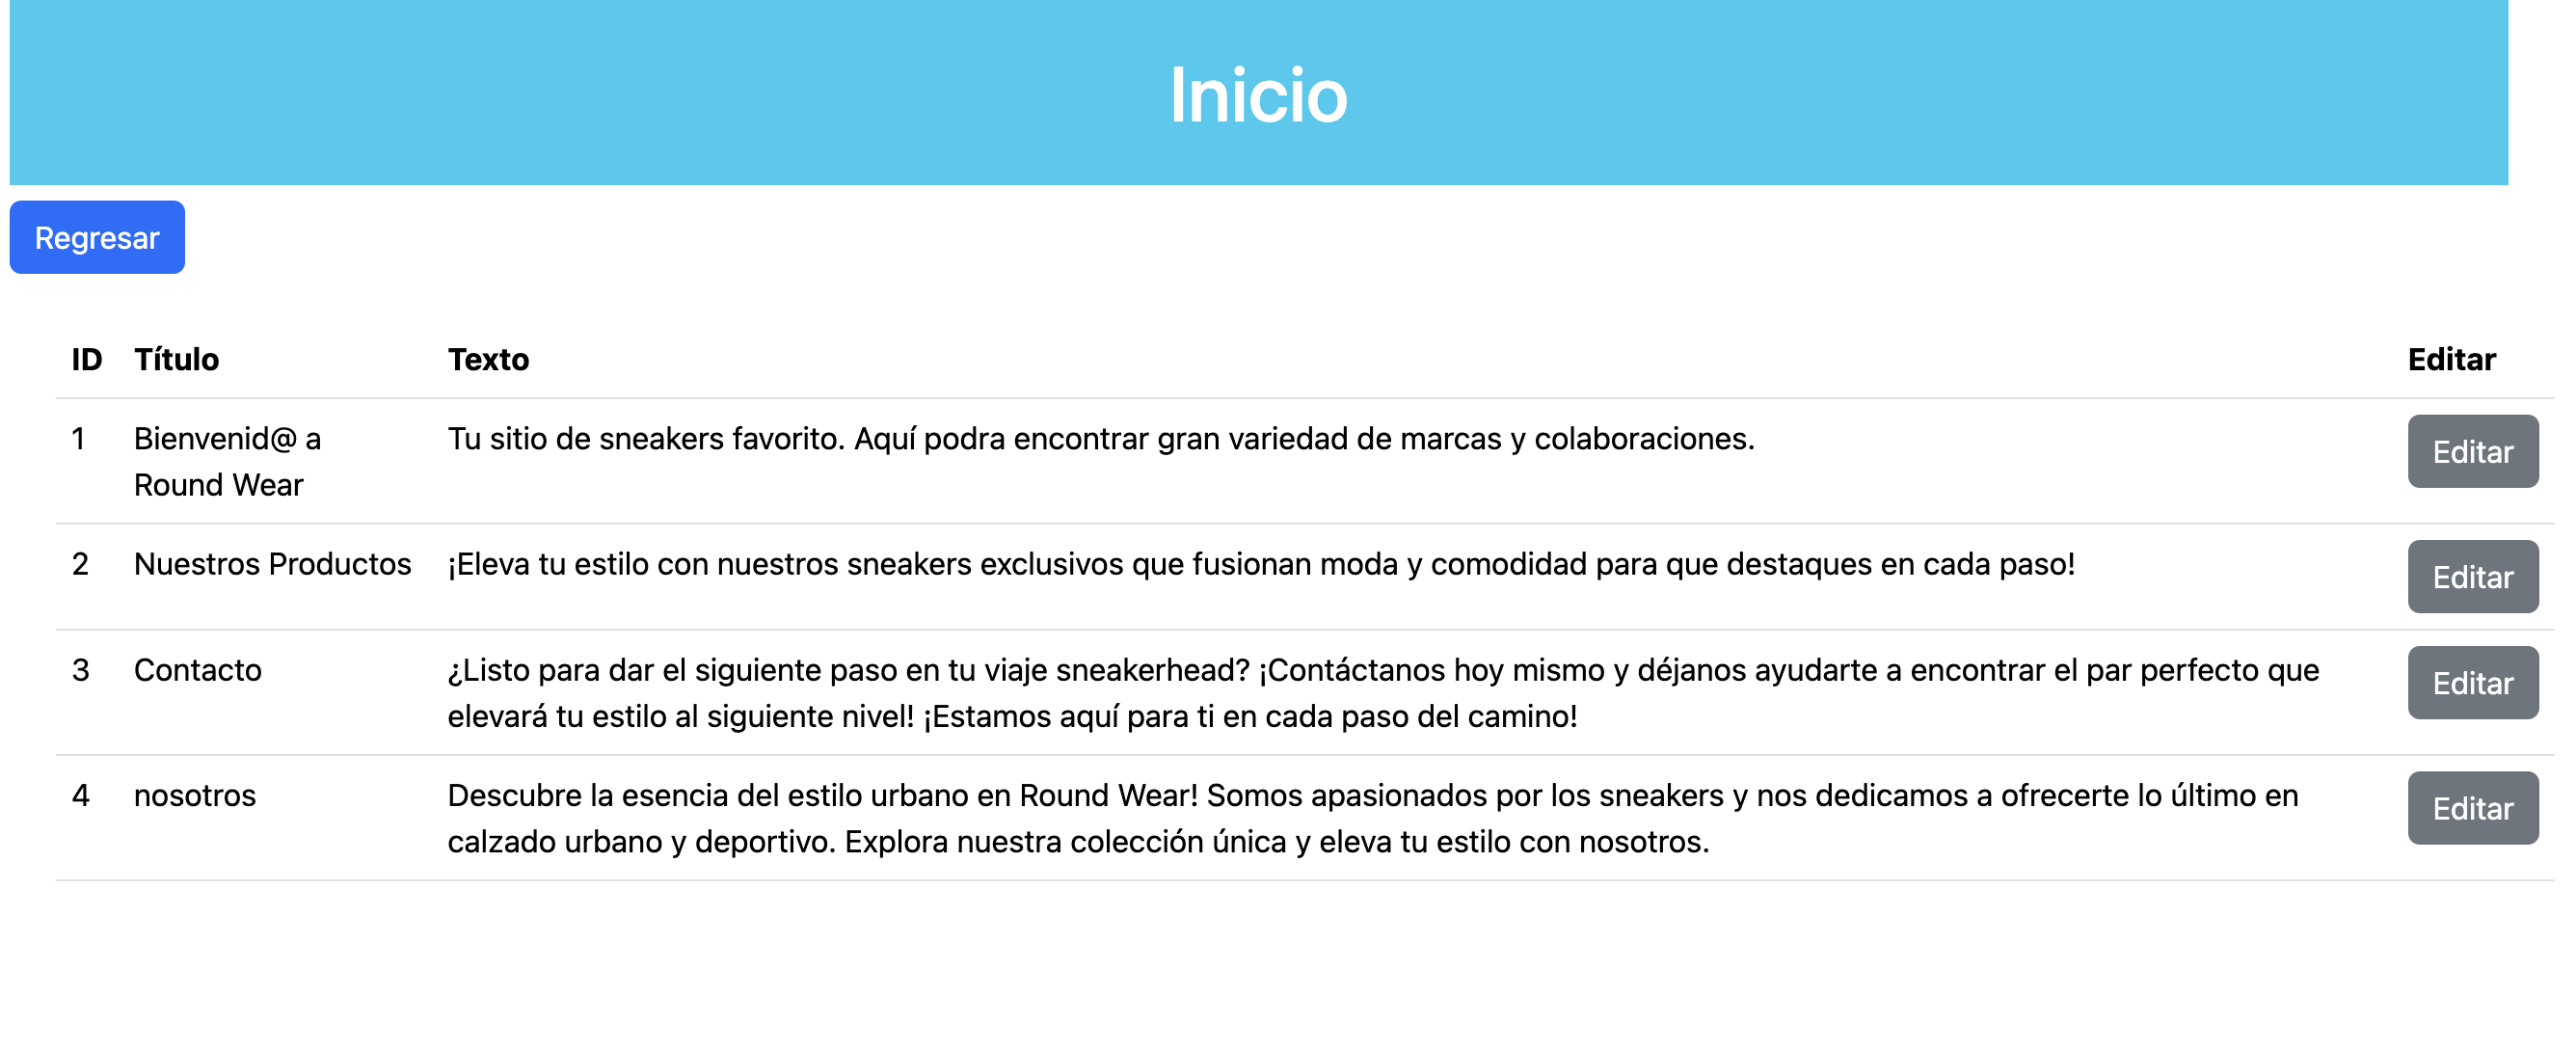 Inicio
Regresar
ID Título Texto Editar
1 Bienvenid@ a Tu sitio de sneakers favorito. Aquí podra encontrar gran variedad de marcas y colaboraciones. Editar
Round Wear
2 Nuestros Productos ¡Eleva tu estilo con nuestros sneakers exclusivos que fusionan moda y comodidad para que destaques en cada paso! Editar
3 Contacto ¿Listo para dar el siguiente paso en tu viaje sneakerhead? ¡Contáctanos hoy mismo y déjanos ayudarte a encontrar el par perfecto que Editar
elevará tu estilo al siguiente nivel! ¡Estamos aquí para ti en cada paso del camino!
4 nosotros Descubre la esencia del estilo urbano en Round Wear! Somos apasionados por los sneakers y nos dedicamos a ofrecerte lo último en Editar
calzado urbano y deportivo. Explora nuestra colección única y eleva tu estilo con nosotros.